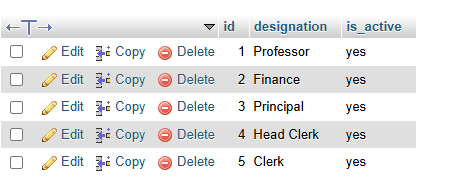 id designation is_active
Edit Copy Delete 1 Professor yes
Edit Copy Delete 2 Finance yes
Edit Copy Delete 3 Principal yes
Edit Copy Delete 4 Head Clerk yes
Edit Copy Delete 5 Clerk yes